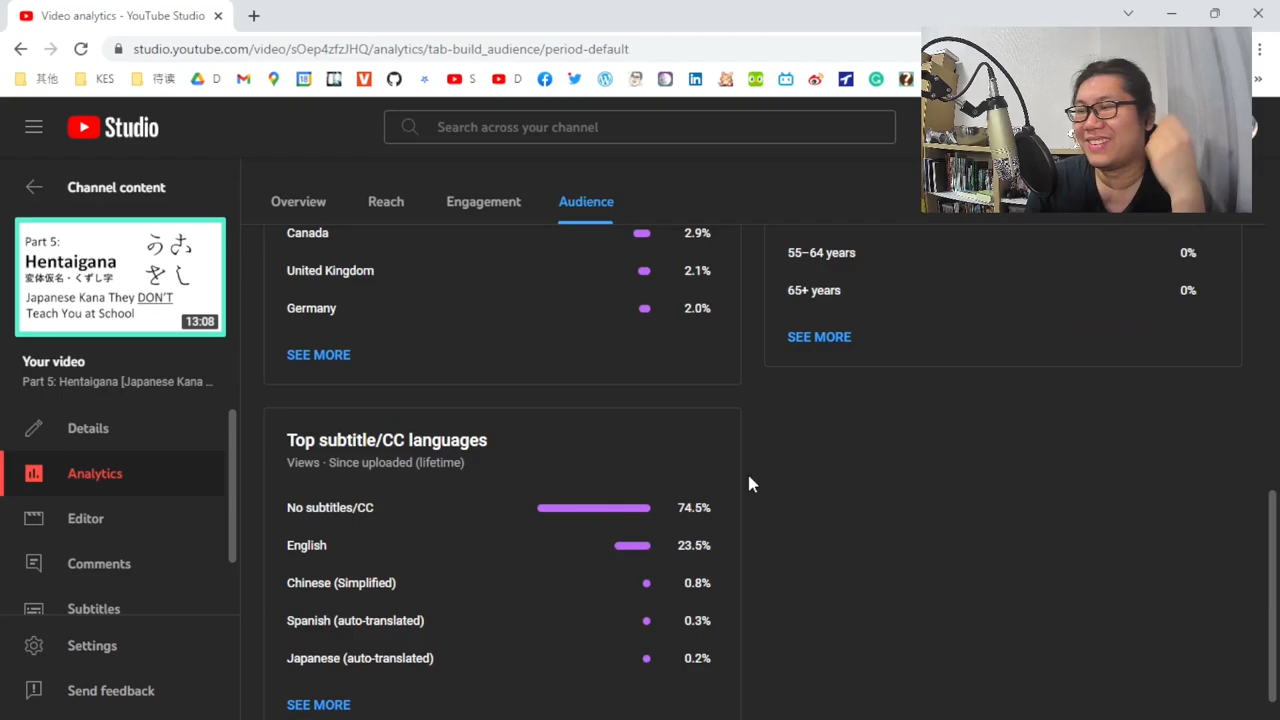 Video analytics - YouTube Studio
studio.youtube.com/video/sOep4zfzJHQ/analytics/tab-build_audience/period-default
其他
KES
待读
D
S
D
Studio
Search across your channel
Channel content
Overview
Reach
Engagement
Audience
Part 5:
Hentaigana
変体仮名・くずし字
Japanese Kana They DON'T
Teach You at School
13:08
Your video
Part 5: Hentaigana [Japanese Kana ...
Details
Analytics
Editor
Comments
Subtitles
Settings
Send feedback
Canada 2.9%
United Kingdom 2.1%
Germany 2.0%
SEE MORE
55–64 years 0%
65+ years 0%
SEE MORE
Top subtitle/CC languages
Views · Since uploaded (lifetime)
No subtitles/CC 74.5%
English 23.5%
Chinese (Simplified) 0.8%
Spanish (auto-translated) 0.3%
Japanese (auto-translated) 0.2%
SEE MORE